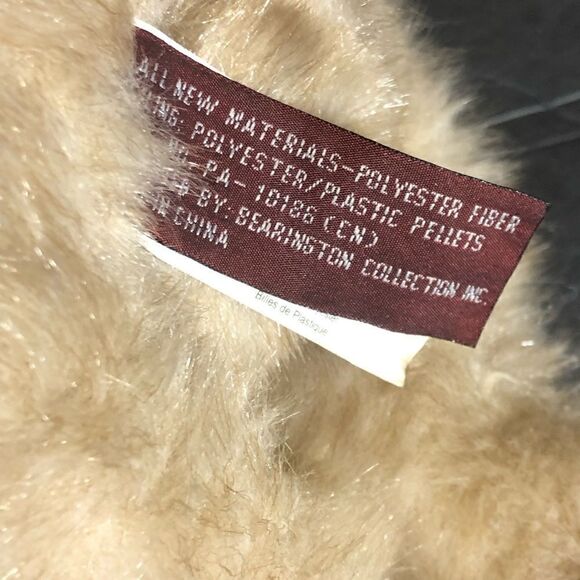 ALL NEW MATERIALS-POLYESTER FIBER
POLYESTER/PLASTIC PELLETS
PA-10186(CN)
BY: BEARINGTON COLLECTION INC.
CHINA
Billes de Plastique